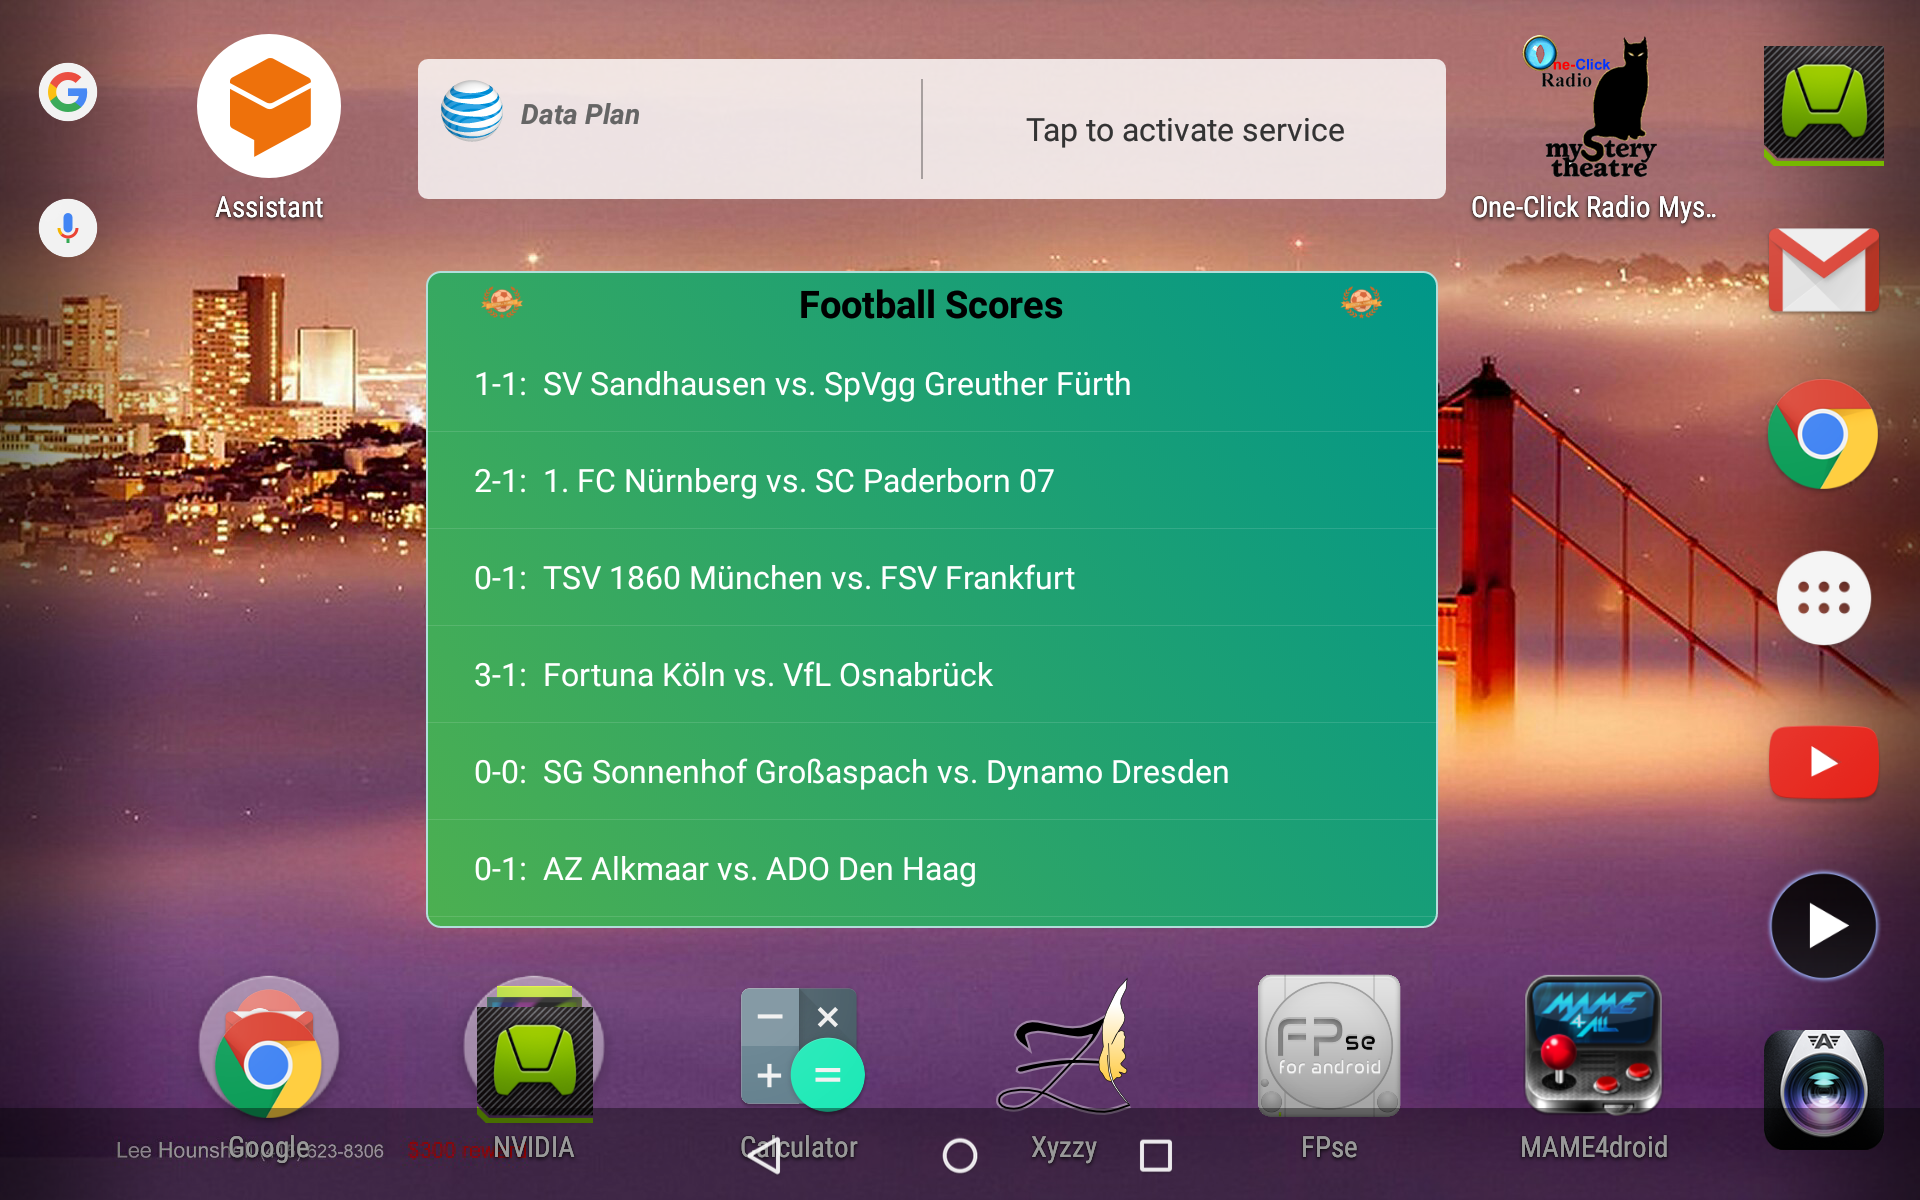 Assistant
Data Plan
Tap to activate service
One-Click
Radio
mystery
theatre
One-Click Radio Mys..
Football Scores
1-1: SV Sandhausen vs. SpVgg Greuther Fürth
2-1: 1. FC Nürnberg vs. SC Paderborn 07
0-1: TSV 1860 München vs. FSV Frankfurt
3-1: Fortuna Köln vs. VfL Osnabrück
0-0: SG Sonnenhof Großaspach vs. Dynamo Dresden
0-1: AZ Alkmaar vs. ADO Den Haag
FPse
for android
MAME
4
ALL
Google
NVIDIA
Calculator
Xyzzy
FPse
MAME4droid
Lee 623-8306
$300